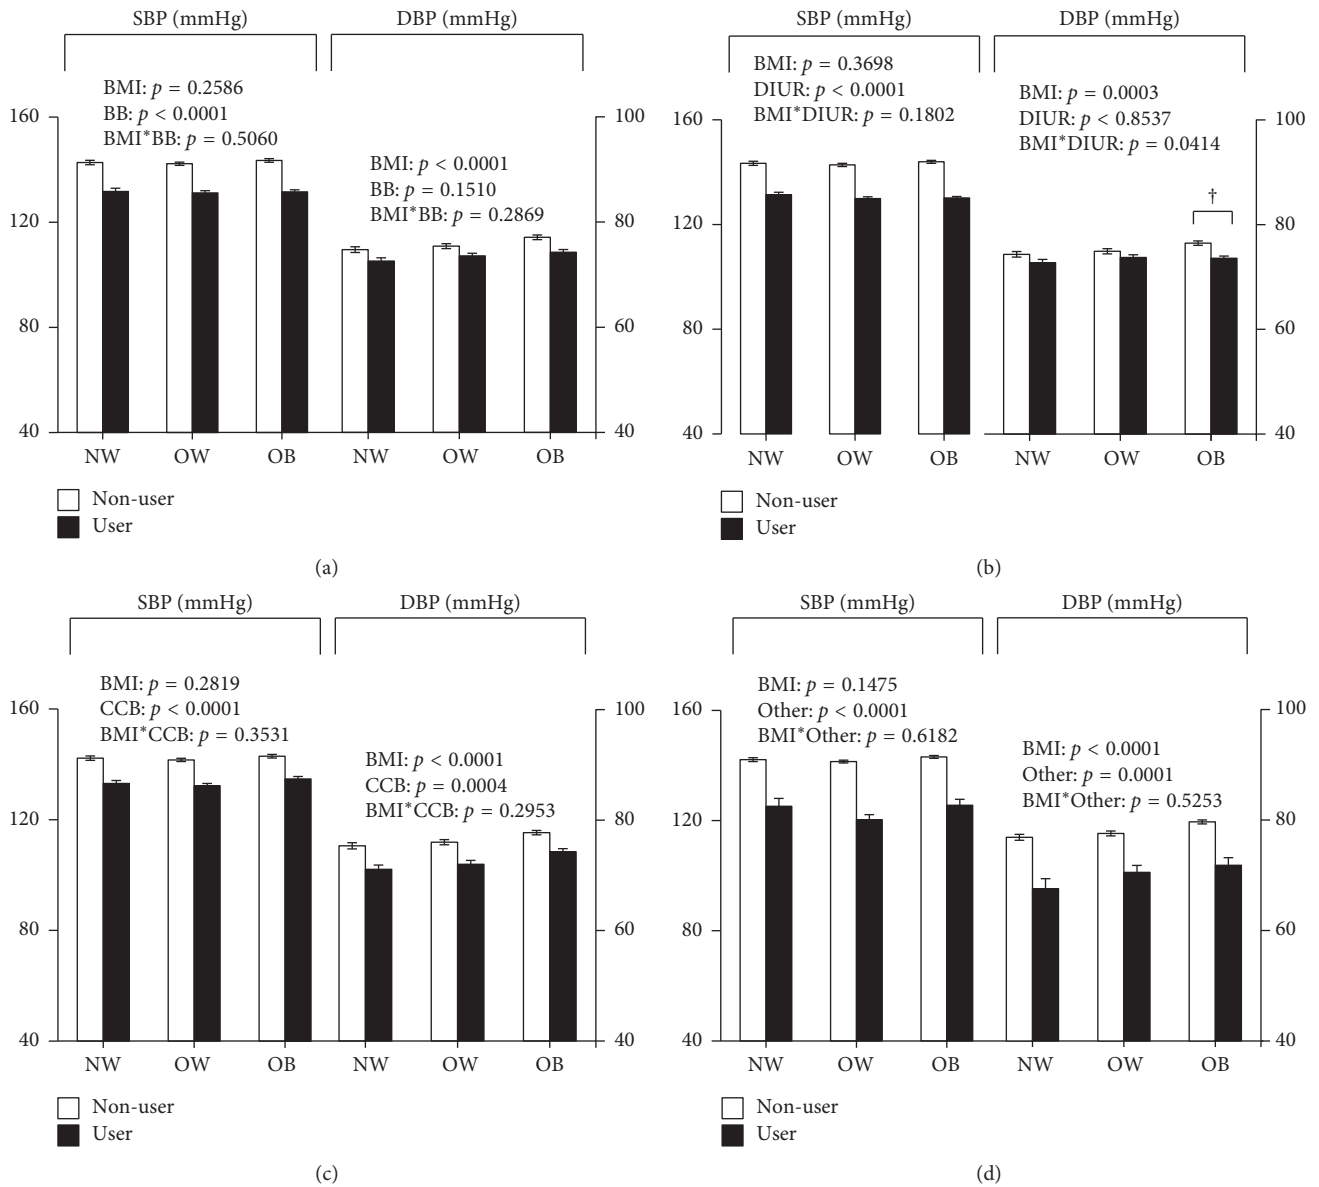 SBP (mmHg)
DBP (mmHg)
BMI: p = 0.2586
BB: p < 0.0001
BMI*BB: p = 0.5060
BMI: p < 0.0001
BB: p = 0.1510
BMI*BB: p = 0.2869
160
120
80
40
100
80
60
40
NW
OW
OB
NW
OW
OB
Non-user
User
(a)
SBP (mmHg)
DBP (mmHg)
BMI: p = 0.3698
DIUR: p < 0.0001
BMI*DIUR: p = 0.1802
BMI: p = 0.0003
DIUR: p < 0.8537
BMI*DIUR: p = 0.0414
†
160
120
80
40
100
80
60
40
NW
OW
OB
NW
OW
OB
Non-user
User
(b)
SBP (mmHg)
DBP (mmHg)
BMI: p = 0.2819
CCB: p < 0.0001
BMI*CCB: p = 0.3531
BMI: p < 0.0001
CCB: p = 0.0004
BMI*CCB: p = 0.2953
160
120
80
40
100
80
60
40
NW
OW
OB
NW
OW
OB
Non-user
User
(c)
SBP (mmHg)
DBP (mmHg)
BMI: p = 0.1475
Other: p < 0.0001
BMI*Other: p = 0.6182
BMI: p < 0.0001
Other: p = 0.0001
BMI*Other: p = 0.5253
160
120
80
40
100
80
60
40
NW
OW
OB
NW
OW
OB
Non-user
User
(d)